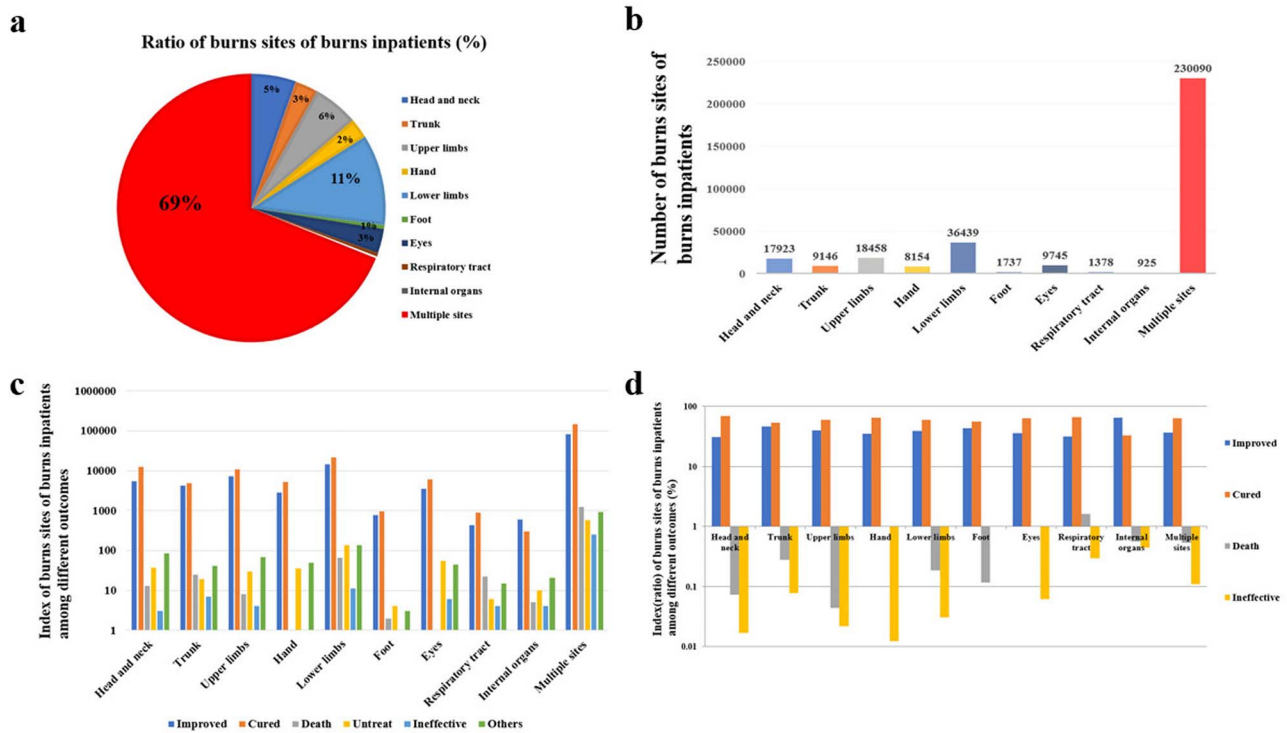 a
Ratio of burns sites of burns inpatients (%)
5%
3%
6%
2%
11%
1%
3%
69%
Head and neck
Trunk
Upper limbs
Hand
Lower limbs
Foot
Eyes
Respiratory tract
Internal organs
Multiple sites
b
Number of burns sites of
burns inpatients
250000
200000
150000
100000
50000
0
17923
9146
18458
8154
36439
1737
9745
1378
925
230090
Head and neck
Trunk
Upper limbs
Hand
Lower limbs
Foot
Eyes
Respiratory tract
Internal organs
Multiple sites
c
Index of burns sites of burns inpatients
among different outcomes
1000000
100000
10000
1000
100
10
1
Head and neck
Trunk
Upper limbs
Hand
Lower limbs
Foot
Eyes
Respiratory tract
Internal organs
Multiple sites
Improved
Cured
Death
Untreat
Ineffective
Others
d
Index(ratio) of burns sites of burns inpatients
among different outcomes (%)
100
10
1
0.1
0.01
Head and
neck
Trunk
Upper limbs
Hand
Lower limbs
Foot
Eyes
Respiratory
tract
Internal
organs
Multiple
sites
Improved
Cured
Death
Ineffective